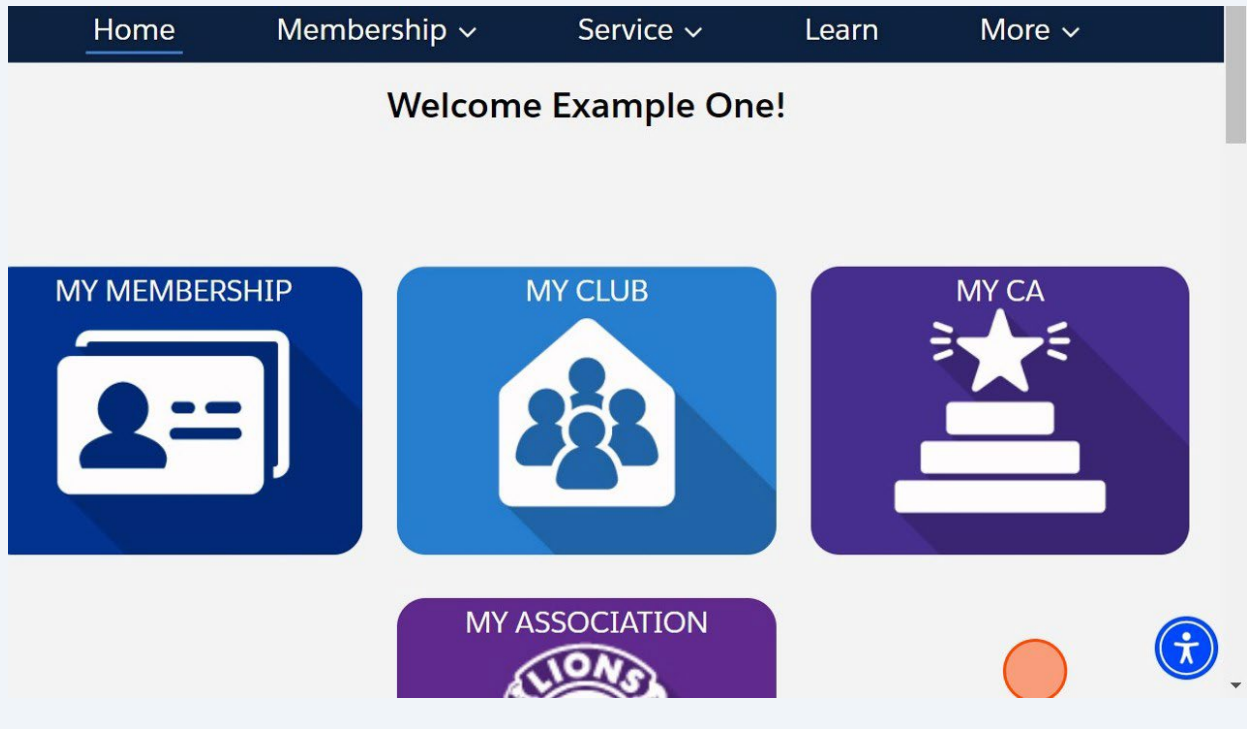 Home Membership Service Learn More
Welcome Example One!
MY MEMBERSHIP
MY CLUB
MY CA
MY ASSOCIATION
LIONS